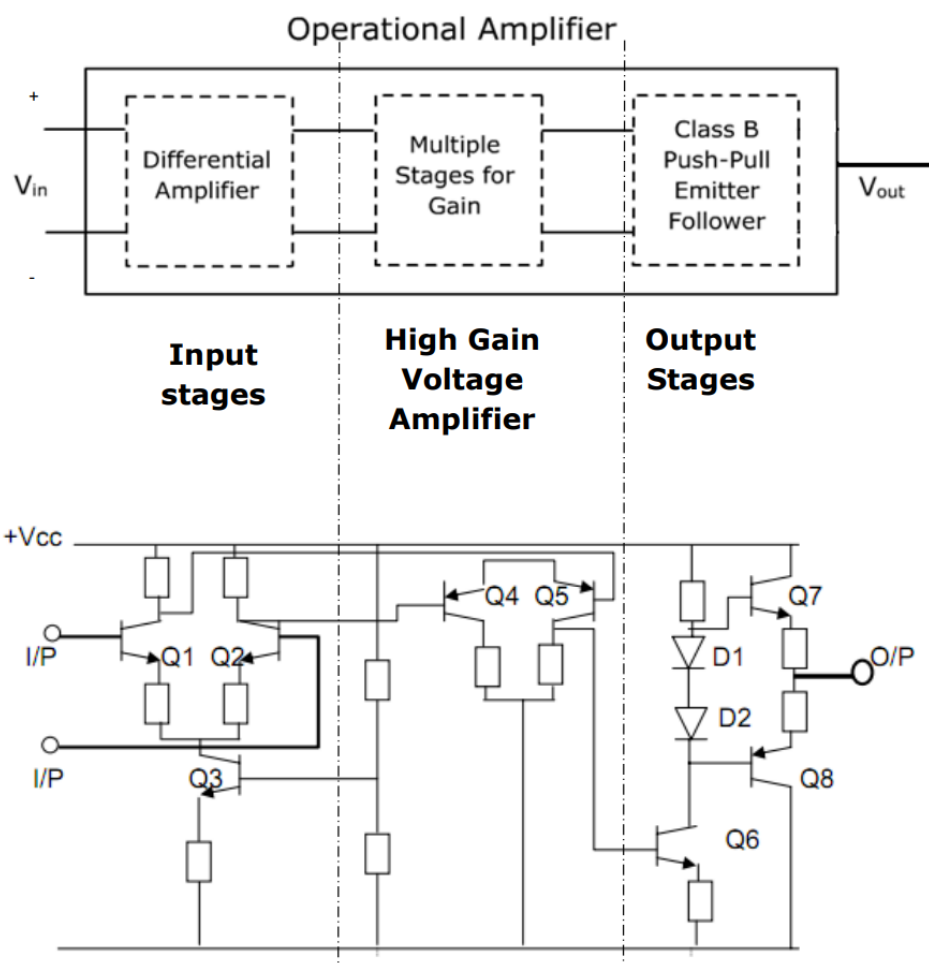 Operational Amplifier
+
Vin
-
Differential
Amplifier
Multiple
Stages for
Gain
Class B
Push-Pull
Emitter
Follower
Vout
Input
stages
High Gain
Voltage
Amplifier
Output
Stages
+Vcc
I/P
Q1
Q2
I/P
Q3
Q4
Q5
D1
D2
Q6
Q7
O/P
Q8